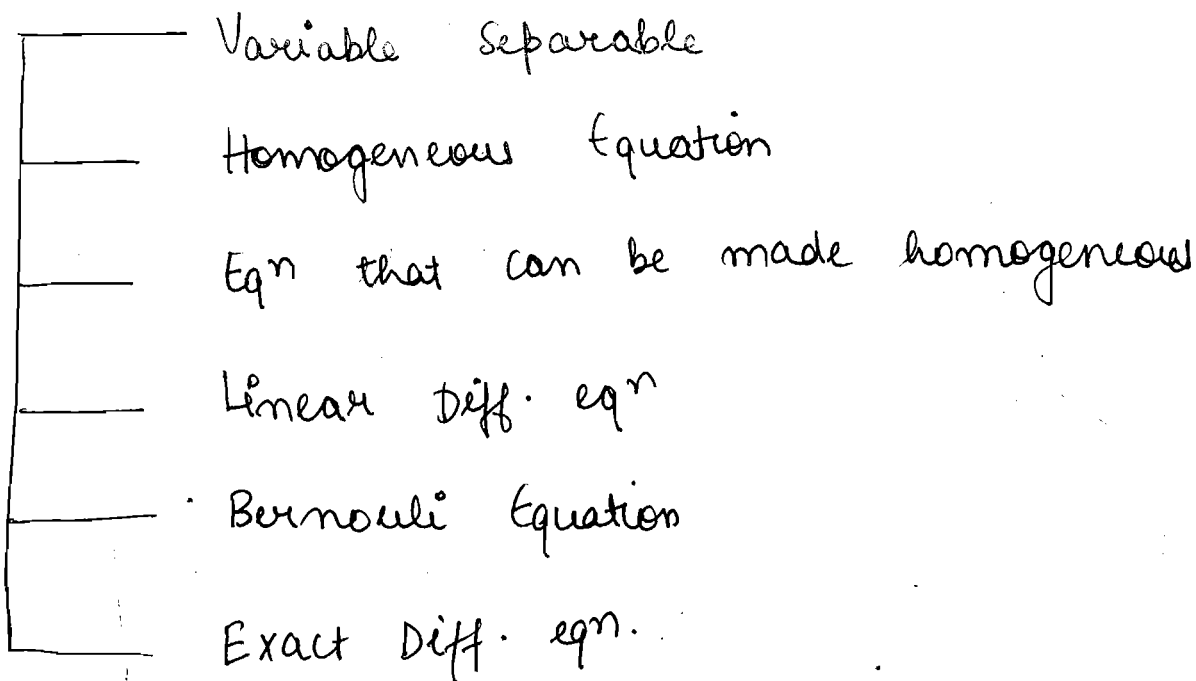 Variable Separable
Homogeneous Equation
Eqn that can be made homogeneous
Linear Diff. eqn
Bernouli Equation
Exact Diff. eqn.